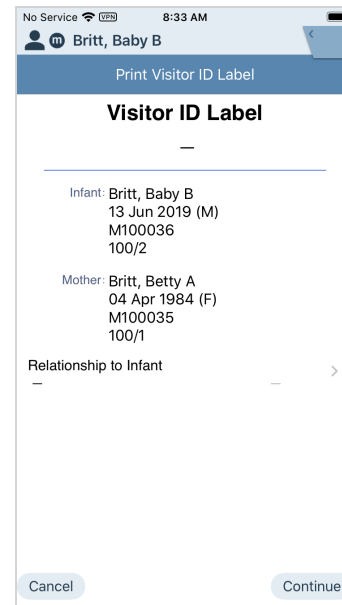 No Service VPN 8:33 AM
m Britt, Baby B
Print Visitor ID Label
Visitor ID Label
—
Infant: Britt, Baby B
13 Jun 2019 (M)
M100036
100/2
Mother: Britt, Betty A
04 Apr 1984 (F)
M100035
100/1
Relationship to Infant
— —
Cancel Continue